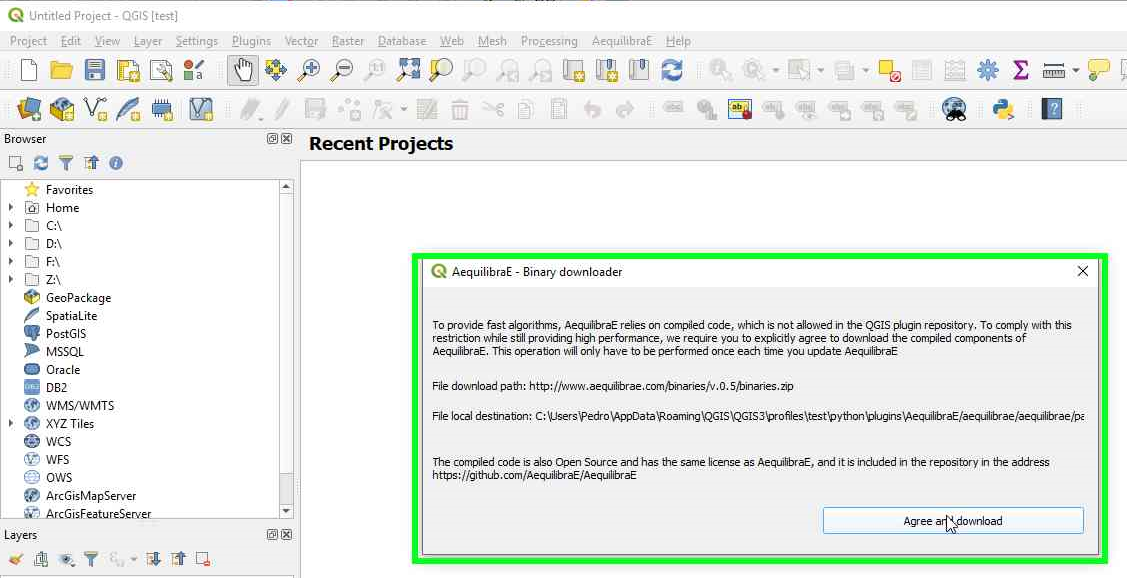 Untitled Project - QGIS [test]
Project Edit View Layer Settings Plugins Vector Raster Database Web Mesh Processing AequilibraE Help
Browser
Recent Projects
Favorites
Home
C:\
D:\
F:\
Z:\
GeoPackage
SpatiaLite
PostGIS
MSSQL
Oracle
DB2
WMS/WMTS
XYZ Tiles
WCS
WFS
OWS
ArcGisMapServer
ArcGisFeatureServer
Layers
AequilibraE - Binary downloader
To provide fast algorithms, AequilibraE relies on compiled code, which is not allowed in the QGIS plugin repository. To comply with this
restriction while still providing high performance, we require you to explicitly agree to download the compiled components of
AequilibraE. This operation will only have to be performed once each time you update AequilibraE
File download path: http://www.aequilibrae.com/binaries/v.0.5/binaries.zip
File local destination: C:\Users\Pedro\AppData\Roaming\QGIS\QGIS3\profiles\test\python\plugins\AequilibraE/aequilibrae/aequilibrae/pa
The compiled code is also Open Source and has the same license as AequilibraE, and it is included in the repository in the address
https://github.com/AequilibraE/AequilibraE
Agree and download